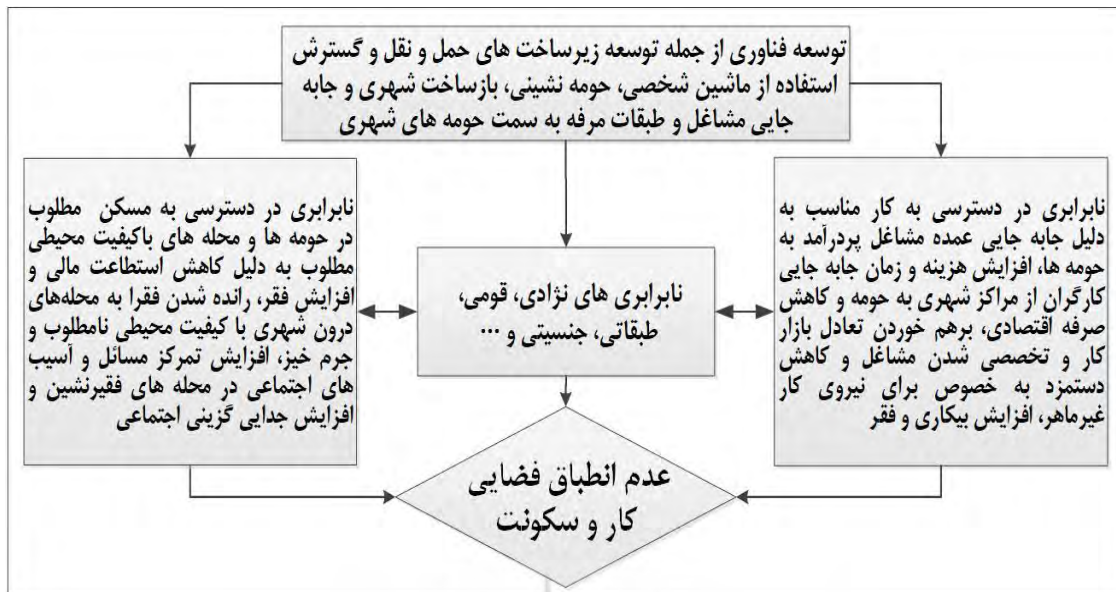 توسعه فناوری از جمله توسعه زیرساخت های حمل و نقل و گسترش
استفاده از ماشین شخصی، حومه نشینی، بازساخت شهری و جابه
جایی مشاغل و طبقات مرفه به سمت حومه های شهری
نابرابری در دسترسی به کار مناسب به
دلیل جابه جایی عمده مشاغل پردرآمد به
حومه ها، افزایش هزینه و زمان جابه جایی
کارگران از مراکز شهری به حومه و کاهش
صرفه اقتصادی، برهم خوردن تعادل بازار
کار و تخصصی شدن مشاغل و کاهش
دستمزد به خصوص برای نیروی کار
غیرماهر، افزایش بیکاری و فقر
نابرابری های نژادی، قومی،
طبقاتی، جنسیتی و ...
نابرابری در دسترسی به مسکن مطلوب
در حومه ها و محله های باکیفیت محیطی
مطلوب به دلیل کاهش استطاعت مالی و
افزایش فقر، رانده شدن فقرا به محله‌های
درون شهری با کیفیت محیطی نامطلوب و
جرم خیز، افزایش تمرکز مسائل و آسیب
های اجتماعی در محله های فقیرنشین و
افزایش جدایی گزینی اجتماعی
عدم انطباق فضایی
کار و سکونت